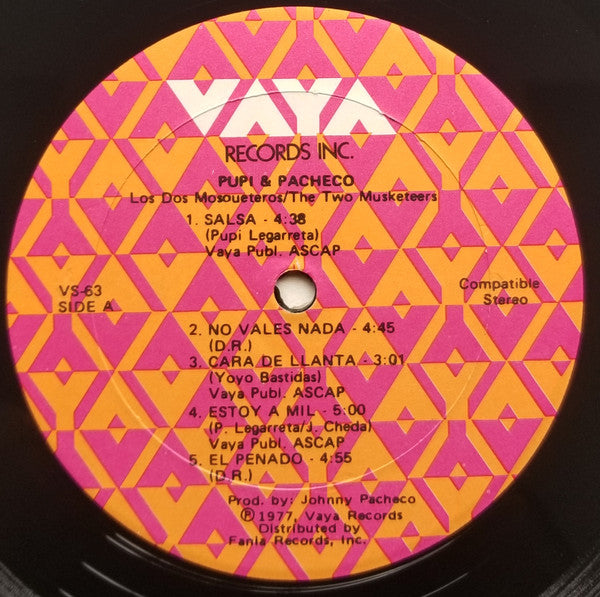 VAYA
RECORDS INC.
PUPI & PACHECO
Los Dos Mosqueteros/The Two Musketeers
1. SALSA - 4:38
(Pupi Legarreta)
Vaya Publ. ASCAP
VS-63
SIDE A
Compatible
Stereo
2. NO VALES NADA - 4:45
(D.R.)
3. CARA DE LLANTA - 3:01
(Yoyo Bastidas)
Vaya Publ. ASCAP
4. ESTOY A MIL - 5:00
(P. Legarreta/J. Cheda)
Vaya Publ. ASCAP
5. EL PENADO - 4:55
(D.R.)
Prod. by: Johnny Pacheco
Ⓟ1977, Vaya Records
Distributed by
Fania Records, Inc.